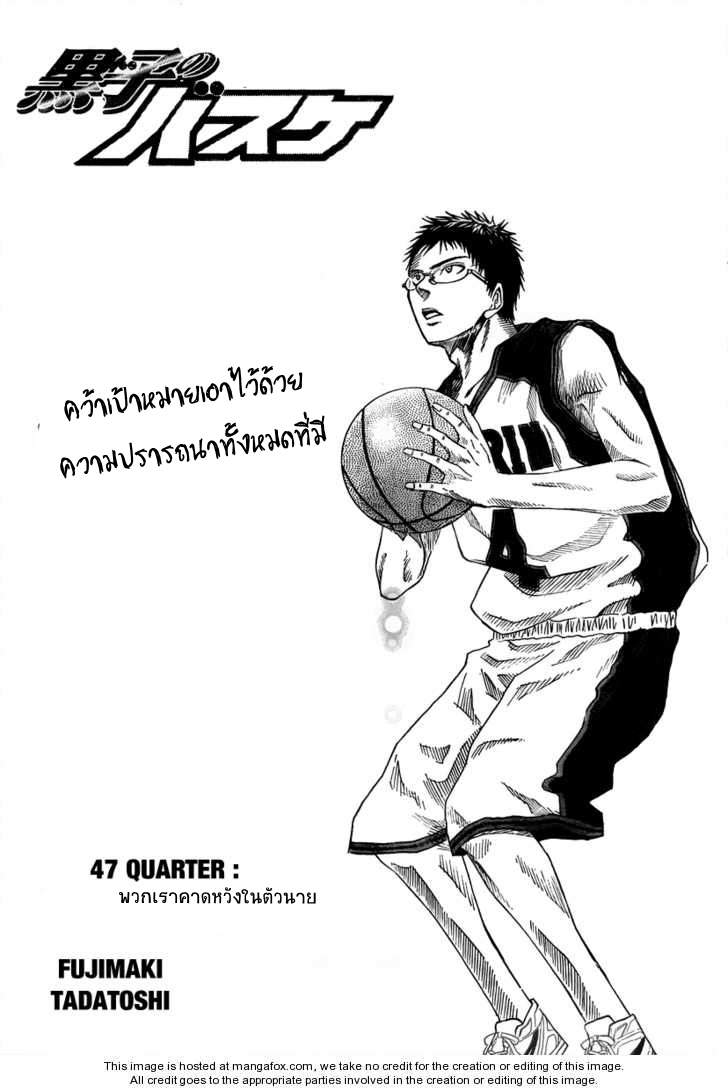 黒子の
バスケ
คว้าเป้าหมายเอาไว้ด้วย
ความปรารถนาทั้งหมดที่มี
RIN
4
47 QUARTER :
พวกเราคาดหวังในตัวนาย
FUJIMAKI
TADATOSHI
This image is hosted at mangafox.com, we take no credit for the creation or editing of this image.
All credit goes to the appropriate parties involved in the creation or editing of this image.